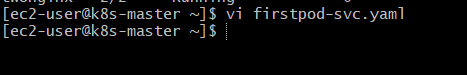 [ec2-user@k8s-master ~]$ vi firstpod-svc.yaml
[ec2-user@k8s-master ~]$